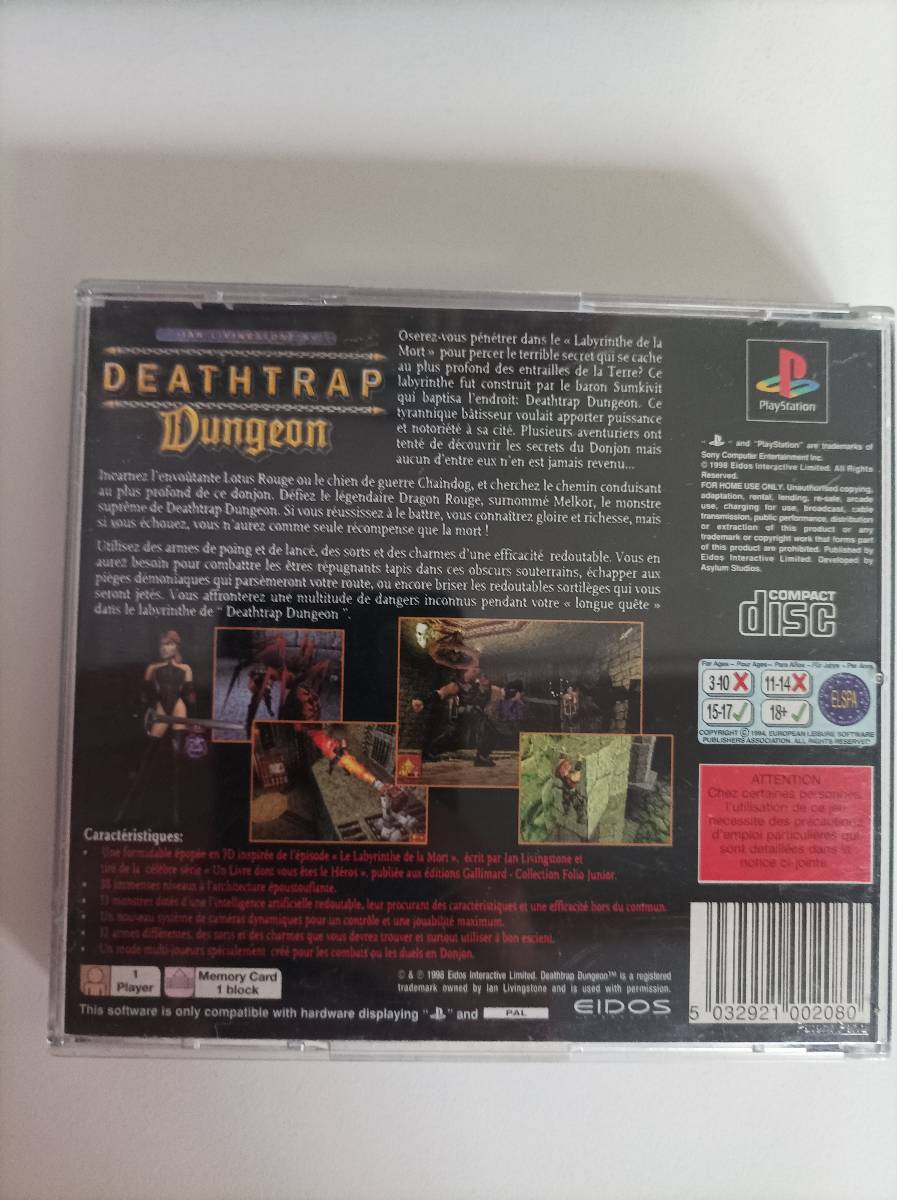 IAN LIVINGSTONE'S
DEATHTRAP
Dungeon
Oserez-vous pénétrer dans le « Labyrinthe de la
Mort » pour percer le terrible secret qui se cache
au plus profond des entrailles de la Terre? Ce
labyrinthe fut construit par le baron Sumkivit
qui baptisa l'endroit: Deathtrap Dungeon. Ce
tyrannique bâtisseur voulait apporter puissance
et notoriété à sa cité. Plusieurs aventuriers ont
tenté de découvrir les secrets du Donjon mais
aucun d'entre eux n'en est jamais revenu...
Incarnez l'envoûtante Lotus Rouge ou le chien de guerre Chaindog, et cherchez le chemin conduisant
au plus profond de ce donjon. Défiez le légendaire Dragon Rouge, surnommé Melkor, le monstre
suprême de Deathtrap Dungeon. Si vous réussissez à le battre, vous connaîtrez gloire et richesse, mais
si vous échouez, vous n'aurez comme seule récompense que la mort !
Utilisez des armes de poing et de lancé, des sorts et des charmes d'une efficacité redoutable. Vous en
aurez besoin pour combattre les êtres répugnants tapis dans ces obscurs souterrains, échapper aux
pièges démoniaques qui parsèmeront votre route, ou encore briser les redoutables sortilèges qui vous
seront jetés. Vous affronterez une multitude de dangers inconnus pendant votre « longue quête »
dans le labyrinthe de " Deathtrap Dungeon ".
Caractéristiques:
• Une formidable épopée en 3D inspirée de l'épisode « Le Labyrinthe de la Mort », écrit par Ian Livingstone et
tiré de la célèbre série « Un Livre dont vous êtes le Héros », publiée aux éditions Gallimard - Collection Folio Junior.
• 38 immenses niveaux à l'architecture époustouflante.
• 33 monstres dotés d'une l'intelligence artificielle redoutable, leur procurant des caractéristiques et une efficacité hors du commun.
• Un nouveau système de caméras dynamiques pour un contrôle et une jouabilité maximum.
• 32 armes différentes, des sorts et des charmes que vous devrez trouver et surtout utiliser à bon escient.
• Un mode multi-joueurs spécialement créé pour les combats ou les duels en Donjon.
1
Player
Memory Card
1 block
© & ℗ 1998 Eidos Interactive Limited. Deathtrap Dungeon™ is a registered
trademark owned by Ian Livingstone and is used with permission.
This software is only compatible with hardware displaying " " and PAL
EIDOS
PlayStation
" " and "PlayStation" are trademarks of
Sony Computer Entertainment Inc.
© 1998 Eidos Interactive Limited. All Rights
Reserved.
FOR HOME USE ONLY. Unauthorised copying,
adaptation, rental, lending, re-sale, arcade
use, charging for use, broadcast, cable
transmission, public performance, distribution
or extraction of this product or any
trademark or copyright work that forms part
of this product are prohibited. Published by
Eidos Interactive Limited. Developed by
Asylum Studios.
COMPACT
disc
For Ages - Pour Ages - Para Años - Für Jahre - Per Anni
3-10 11-14
15-17 18+
ELSPA
COPYRIGHT © 1994, EUROPEAN LEISURE SOFTWARE
PUBLISHERS ASSOCIATION. ALL RIGHTS RESERVED
ATTENTION
Chez certaines personnes,
l'utilisation de ce jeu
nécessite des précautions
d'emploi particulières qui
sont détaillées dans la
notice ci-jointe.
5 032921 002080